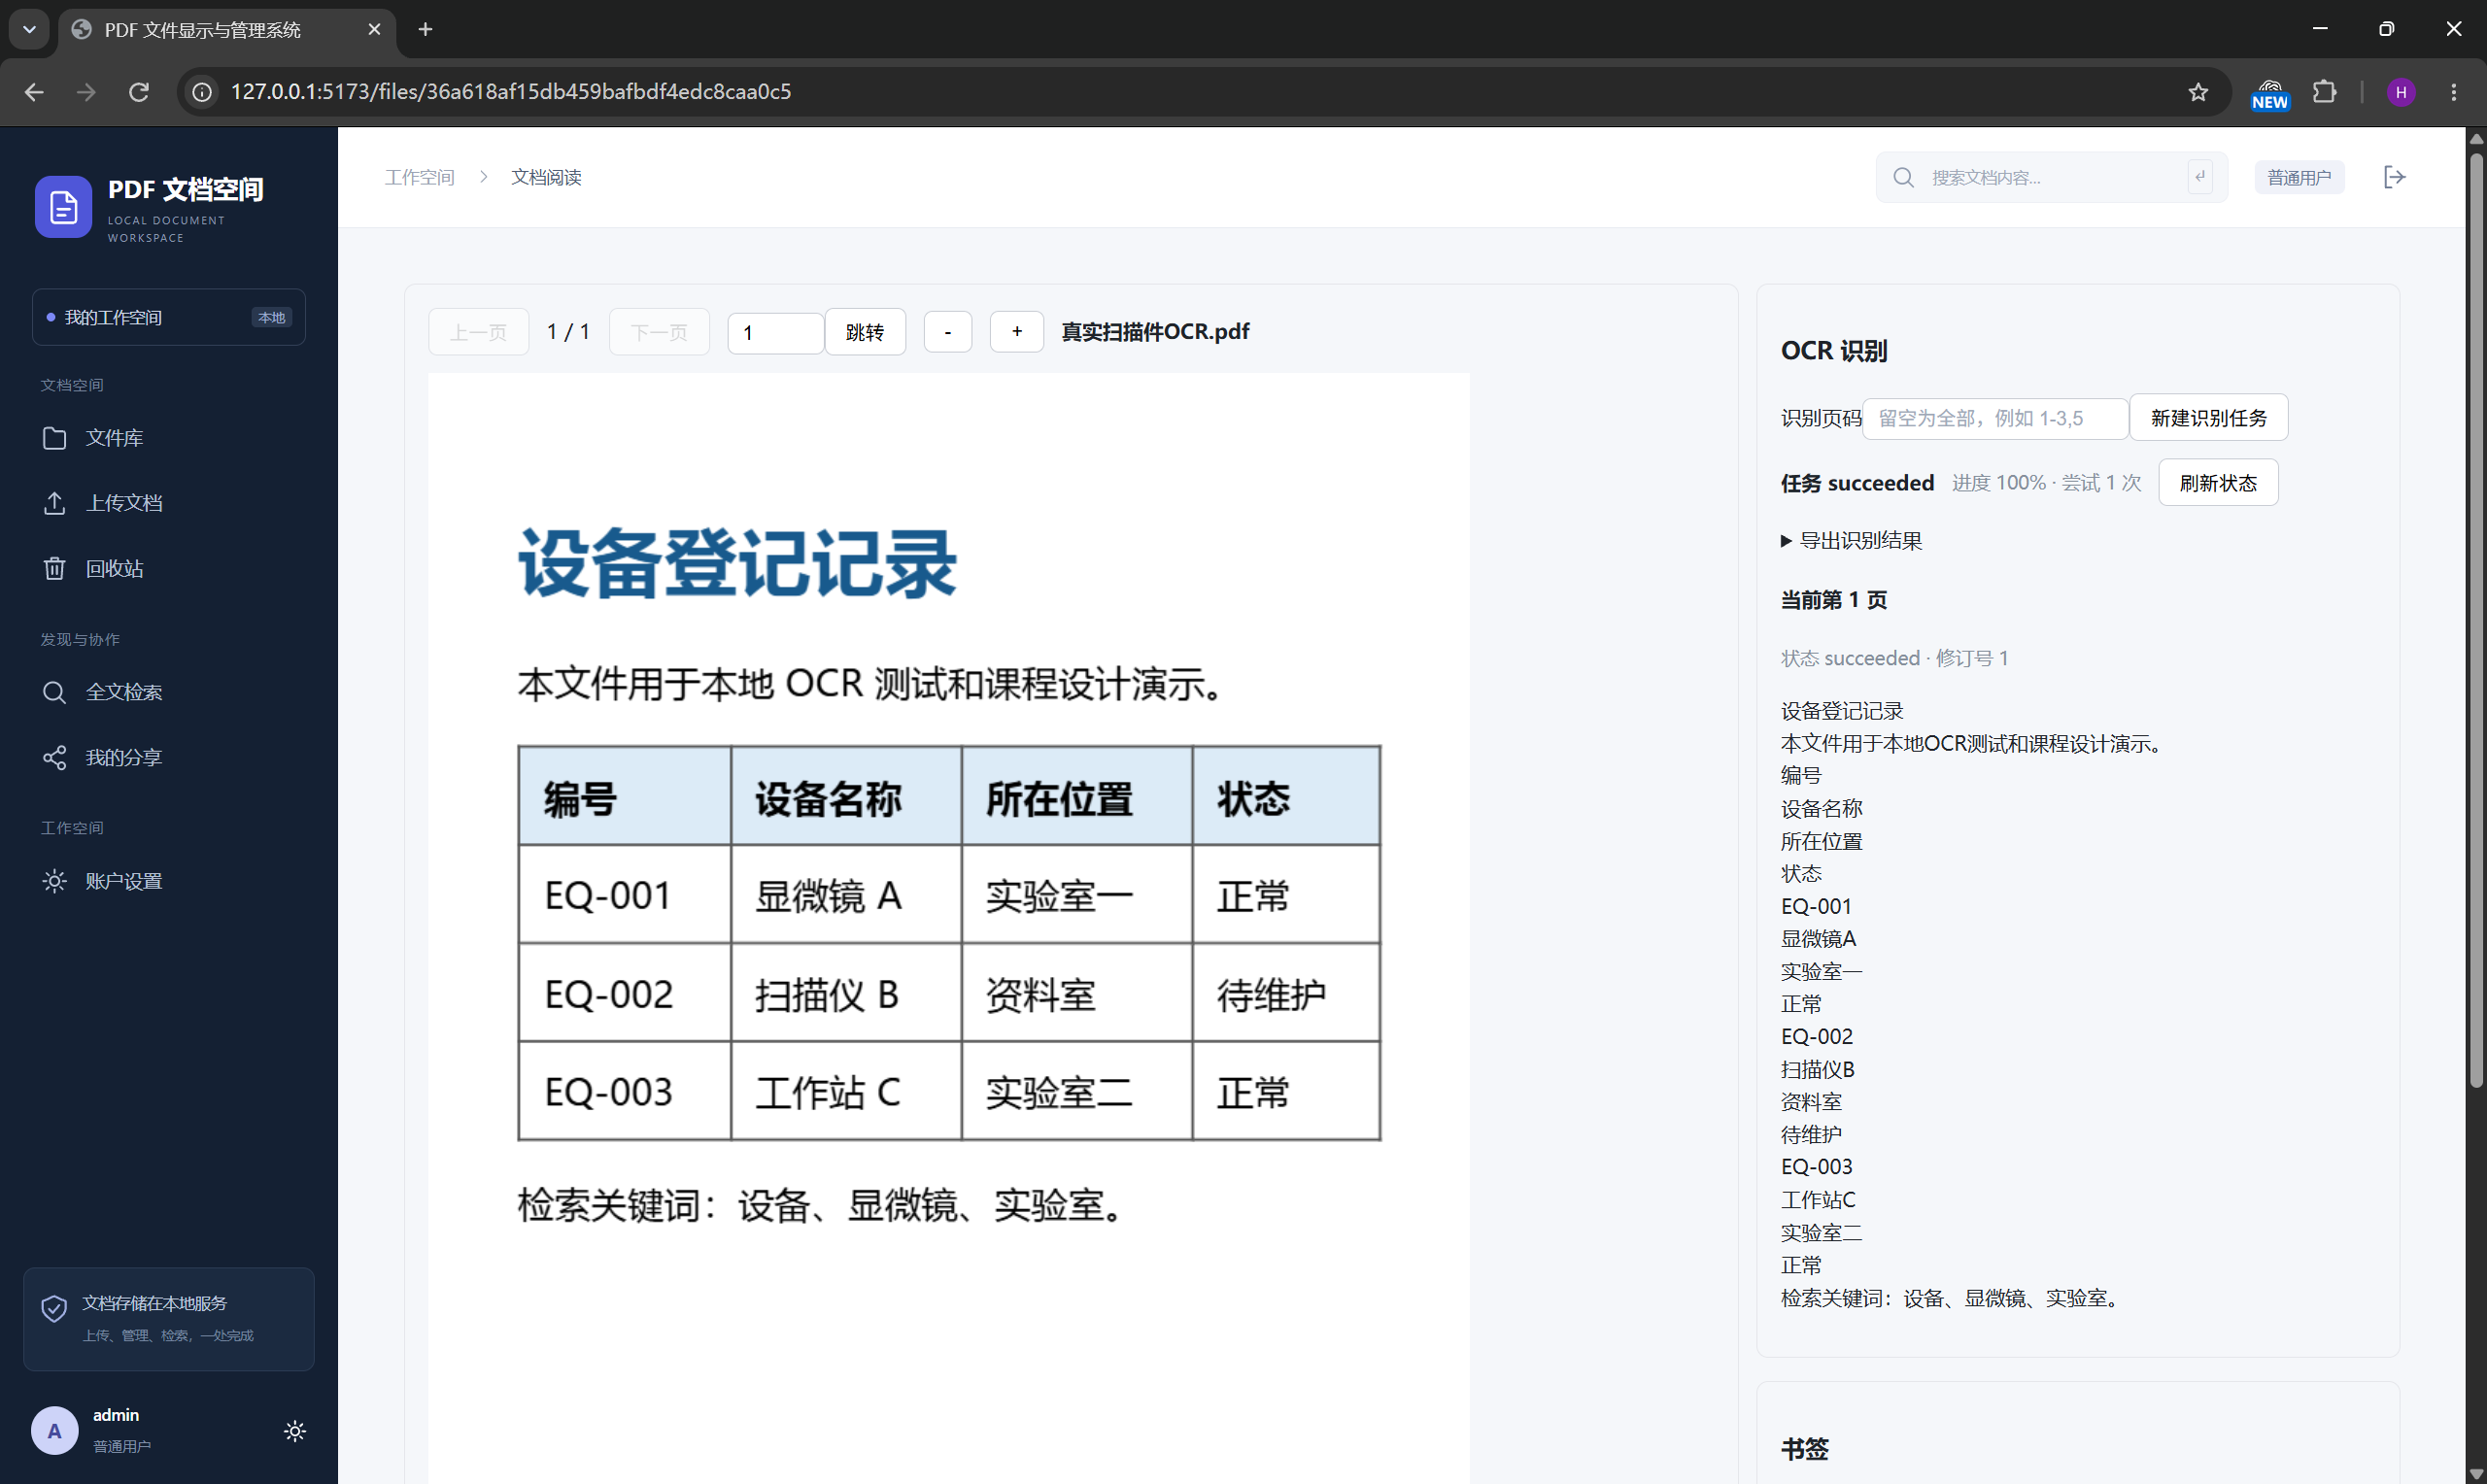 PDF 文件显示与管理系统
127.0.0.1:5173/files/36a618af15db459bafbdf4edc8caa0c5
NEW
H
PDF 文档空间
LOCAL DOCUMENT
WORKSPACE
我的工作空间 本地
文档空间
文件库
上传文档
回收站
发现与协作
全文检索
我的分享
工作空间
账户设置
文档存储在本地服务
上传、管理、检索，一处完成
A
admin
普通用户
工作空间 > 文档阅读
搜索文档内容...
普通用户
上一页 1 / 1 下一页 1 跳转 - + 真实扫描件OCR.pdf
设备登记记录
本文件用于本地 OCR 测试和课程设计演示。
编号 设备名称 所在位置 状态
EQ-001 显微镜 A 实验室一 正常
EQ-002 扫描仪 B 资料室 待维护
EQ-003 工作站 C 实验室二 正常
检索关键词：设备、显微镜、实验室。
OCR 识别
识别页码 留空为全部，例如 1-3,5 新建识别任务
任务 succeeded 进度 100% · 尝试 1 次 刷新状态
▶ 导出识别结果
当前第 1 页
状态 succeeded · 修订号 1
设备登记记录
本文件用于本地OCR测试和课程设计演示。
编号
设备名称
所在位置
状态
EQ-001
显微镜A
实验室一
正常
EQ-002
扫描仪B
资料室
待维护
EQ-003
工作站C
实验室二
正常
检索关键词：设备、显微镜、实验室。
书签